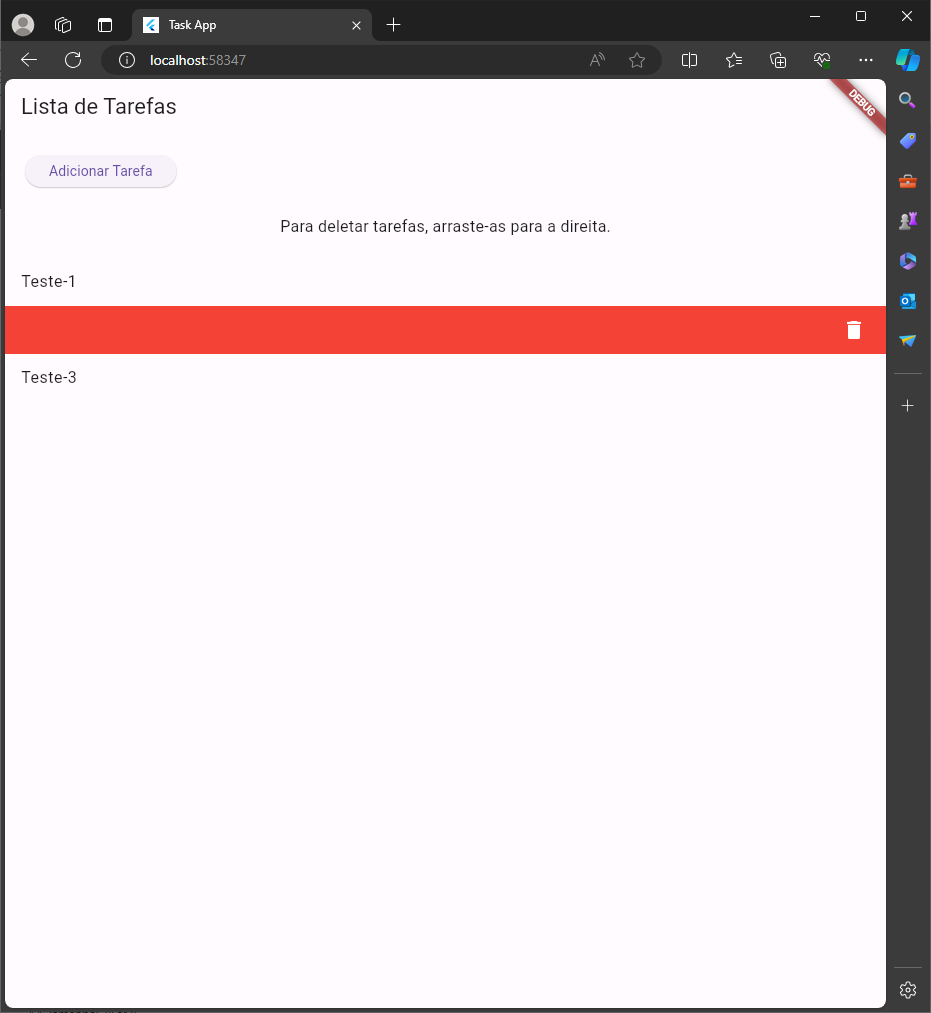 Task App
localhost:58347
Lista de Tarefas
DEBUG
Adicionar Tarefa
Para deletar tarefas, arraste-as para a direita.
Teste-1
Teste-3